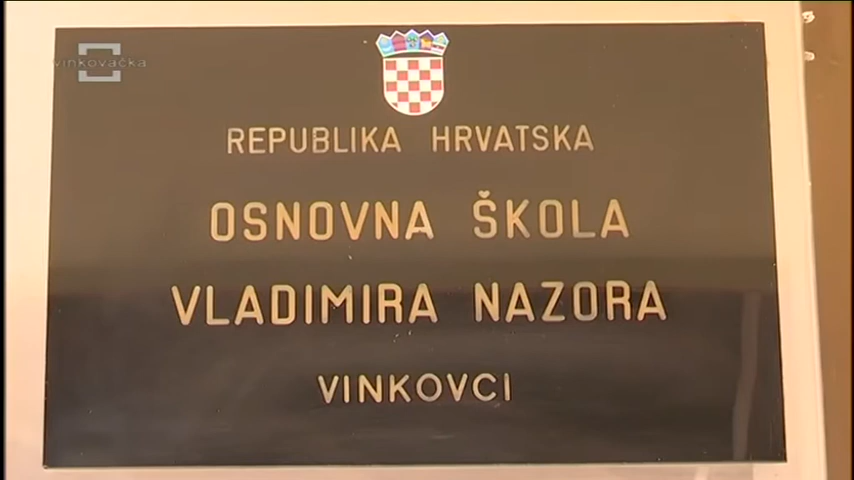 vinkovačka
REPUBLIKA HRVATSKA
OSNOVNA ŠKOLA
VLADIMIRA NAZORA
VINKOVCI